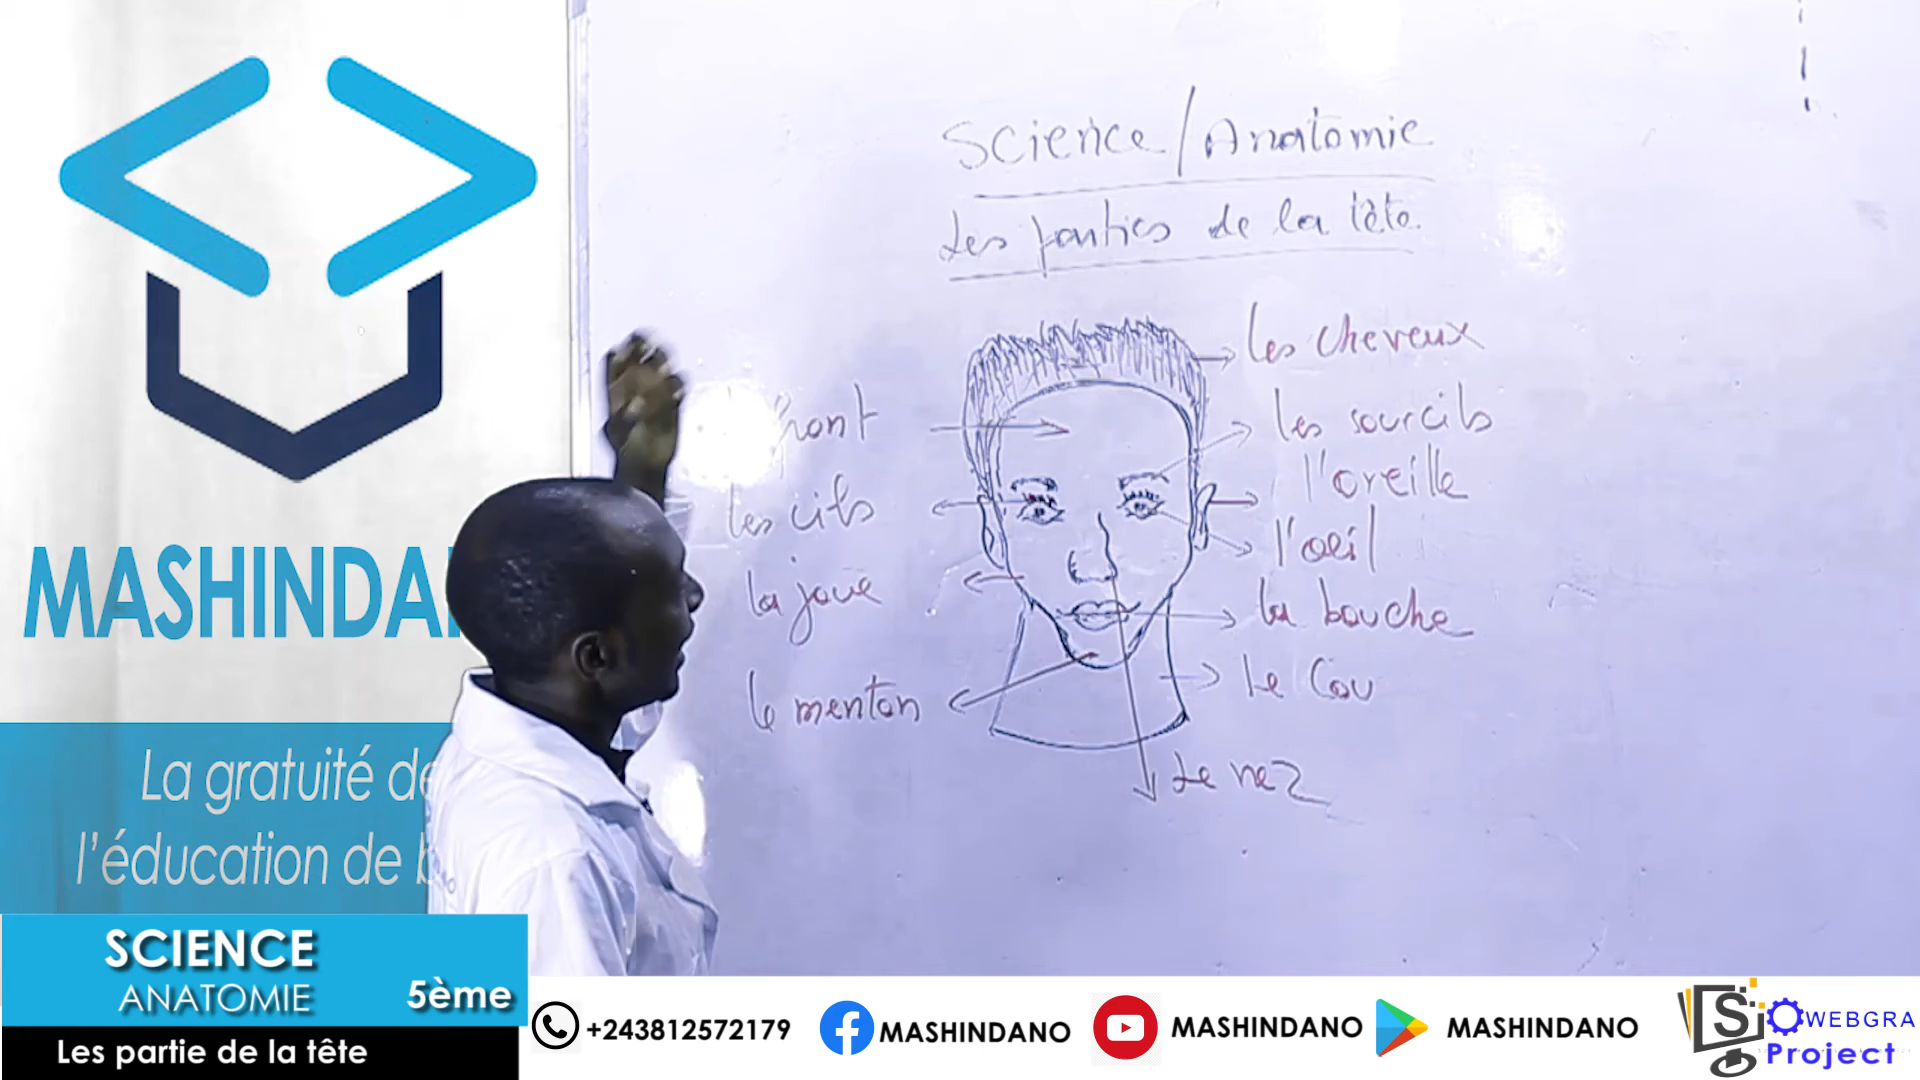 MASHINDA
La gratuité de
l'éducation de b
Science/Anatomie
Les parties de la tête.
les cheveux
front
les sourcils
l'oreille
les cils
l'oeil
la joue
la bouche
le menton
Le Cou
Le nez
SCIENCE
ANATOMIE
5ème
Les partie de la tête
+243812572179
MASHINDANO
MASHINDANO
MASHINDANO
S
WEBGRA
Project